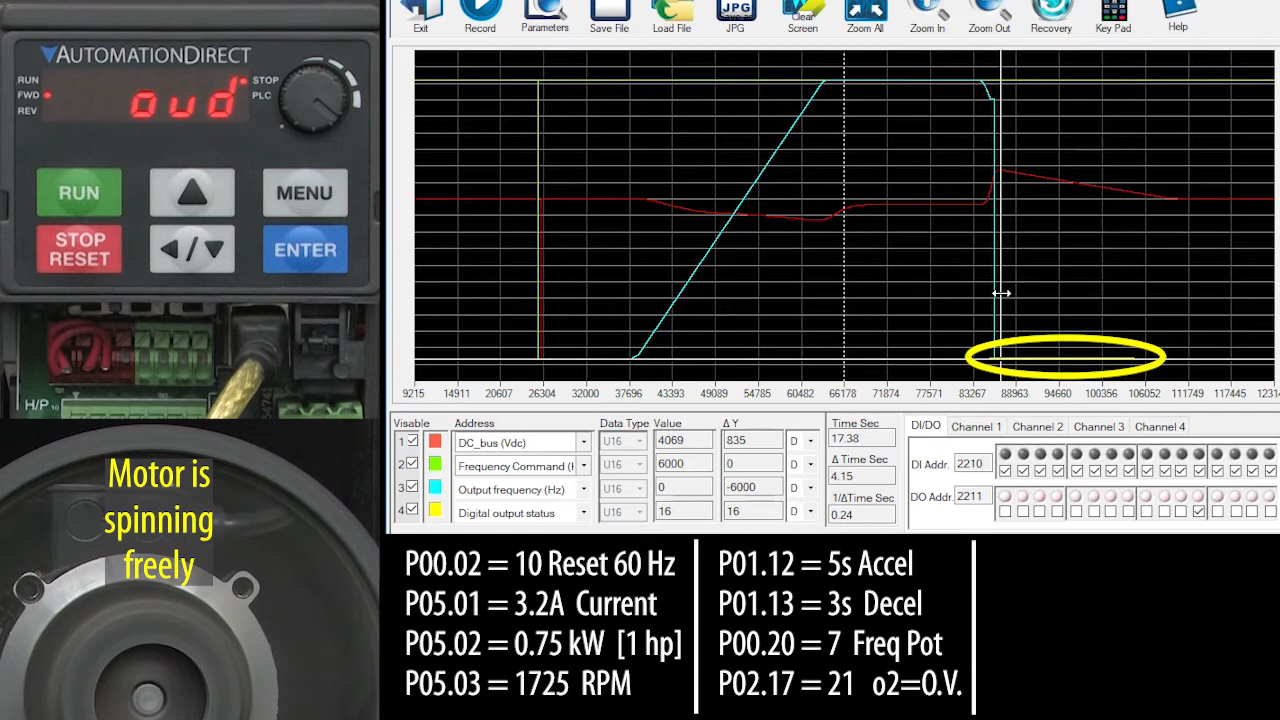 AUTOMATIONDIRECT
RUN
FWD
REV
STOP
PLC
oud
RUN
MENU
STOP
RESET
ENTER
H/P
Motor is
spinning
freely
Exit Record Parameters Save File Load File JPG Clear Screen Zoom All Zoom In Zoom Out Recovery Key Pad Help
9215 14911 20607 26304 32000 37696 43393 49089 54785 60482 66178 71874 77571 83267 88963 94660 100356 106052 111749 117445 12314
Visable Address Data Type Value Δ Y
1 DC_bus (Vdc) U16 4069 835 D
2 Frequency Command (H U16 6000 0 D
3 Output frequency (Hz) U16 0 -6000 D
4 Digital output status U16 16 16 D
Time Sec
17.38
Δ Time Sec
4.15
1/ΔTime Sec
0.24
DI/DO Channel 1 Channel 2 Channel 3 Channel 4
DI Addr. 2210
DO Addr. 2211
P00.02 = 10 Reset 60 Hz
P05.01 = 3.2A Current
P05.02 = 0.75 kW [1 hp]
P05.03 = 1725 RPM
P01.12 = 5s Accel
P01.13 = 3s Decel
P00.20 = 7 Freq Pot
P02.17 = 21 o2=O.V.